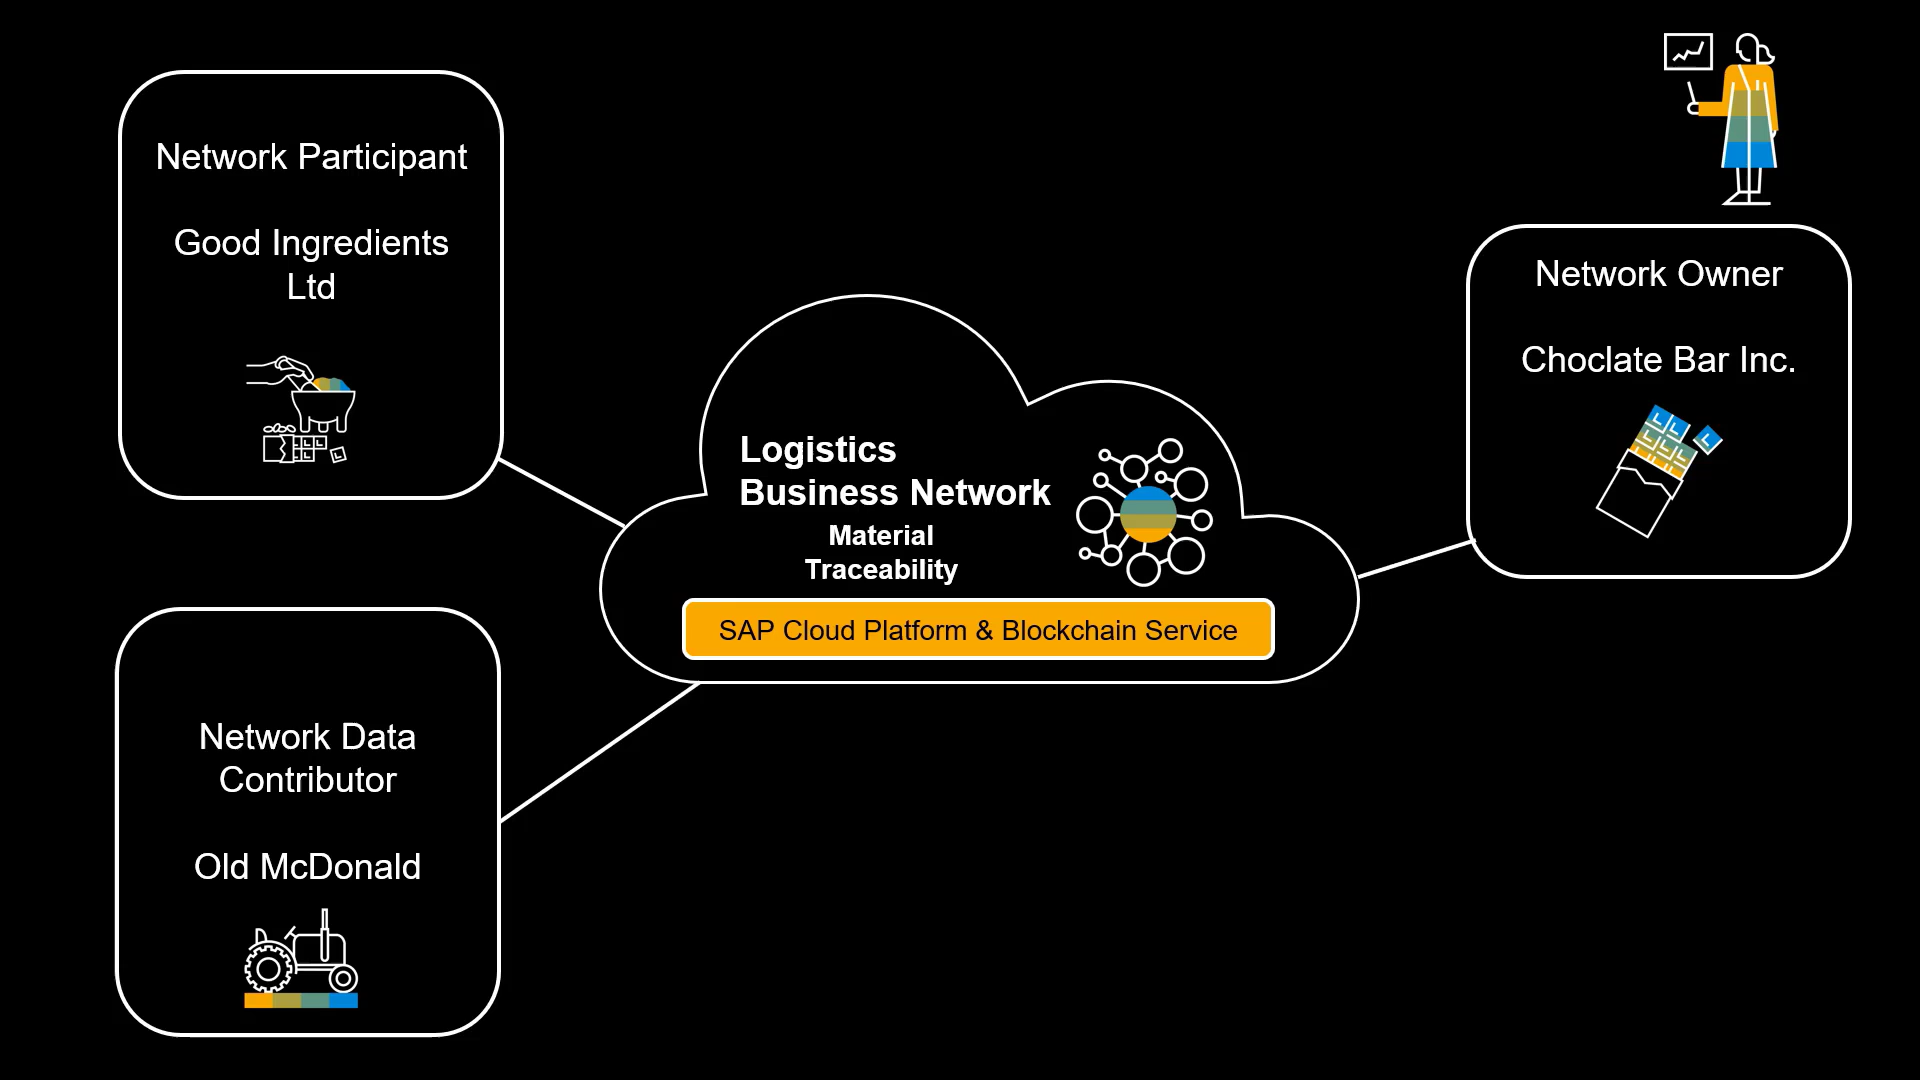 Network Participant
Good Ingredients
Ltd
Network Data
Contributor
Old McDonald
Logistics
Business Network
Material
Traceability
SAP Cloud Platform & Blockchain Service
Network Owner
Choclate Bar Inc.